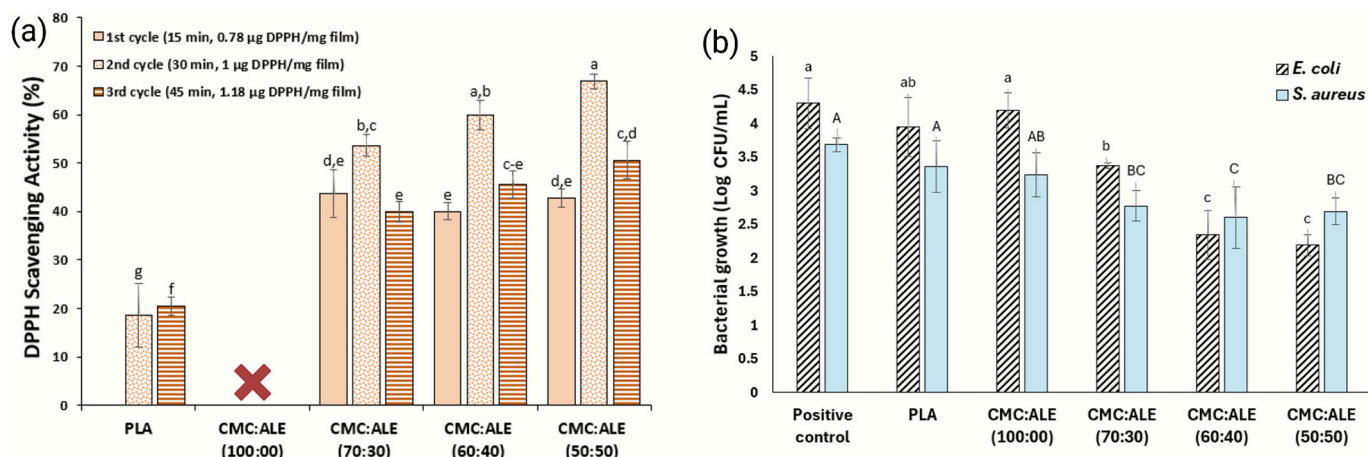 (a)
DPPH Scavenging Activity (%)
80
70
60
50
40
30
20
10
0
1st cycle (15 min, 0.78 µg DPPH/mg film)
2nd cycle (30 min, 1 µg DPPH/mg film)
3rd cycle (45 min, 1.18 µg DPPH/mg film)
g
f
d,e
b,c
e
e
a,b
c-e
d,e
a
c,d
PLA
CMC:ALE
(100:00)
CMC:ALE
(70:30)
CMC:ALE
(60:40)
CMC:ALE
(50:50)
(b)
Bacterial growth (Log CFU/mL)
5
4.5
4
3.5
3
2.5
2
1.5
1
0.5
0
E. coli
S. aureus
a
A
ab
A
a
AB
b
BC
c
C
c
BC
Positive
control
PLA
CMC:ALE
(100:00)
CMC:ALE
(70:30)
CMC:ALE
(60:40)
CMC:ALE
(50:50)